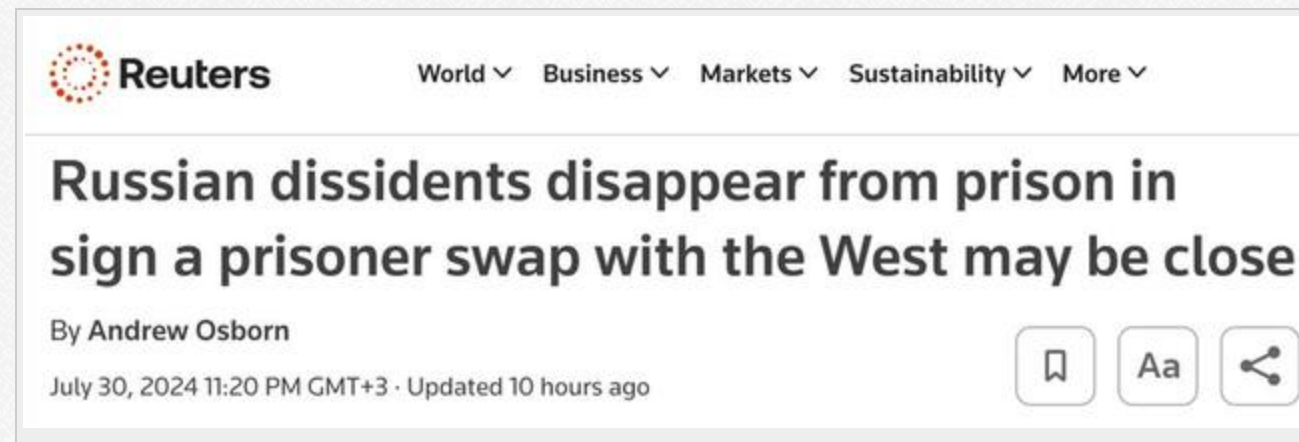 Reuters
World Business Markets Sustainability More
Russian dissidents disappear from prison in
sign a prisoner swap with the West may be close
By Andrew Osborn
Aa
July 30, 2024 11:20 PM GMT+3 · Updated 10 hours ago